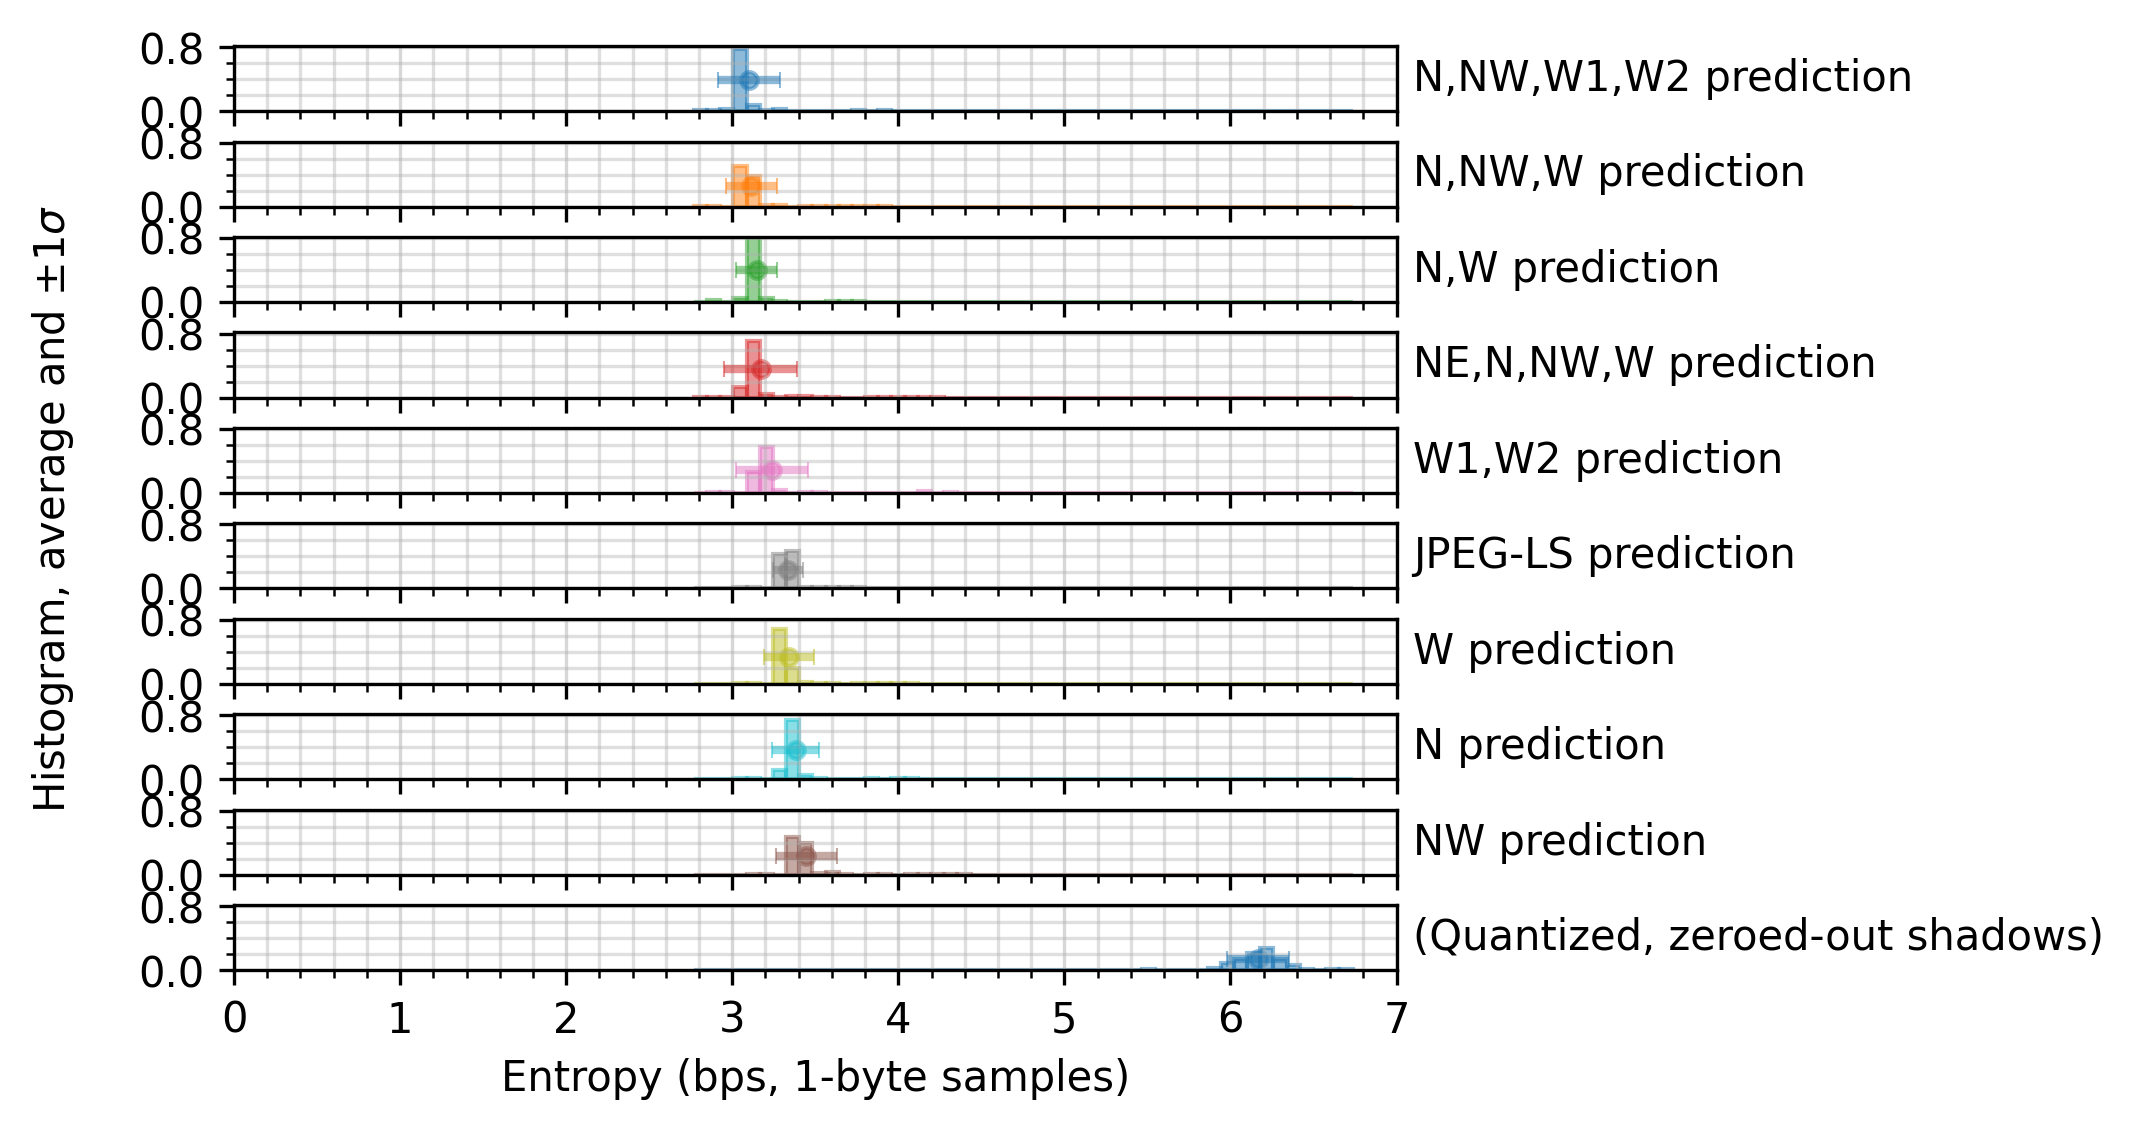 Histogram, average and ±1σ
0.8
0.0
N,NW,W1,W2 prediction
0.8
0.0
N,NW,W prediction
0.8
0.0
N,W prediction
0.8
0.0
NE,N,NW,W prediction
0.8
0.0
W1,W2 prediction
0.8
0.0
JPEG-LS prediction
0.8
0.0
W prediction
0.8
0.0
N prediction
0.8
0.0
NW prediction
0.8
0.0
(Quantized, zeroed-out shadows)
0 1 2 3 4 5 6 7
Entropy (bps, 1-byte samples)